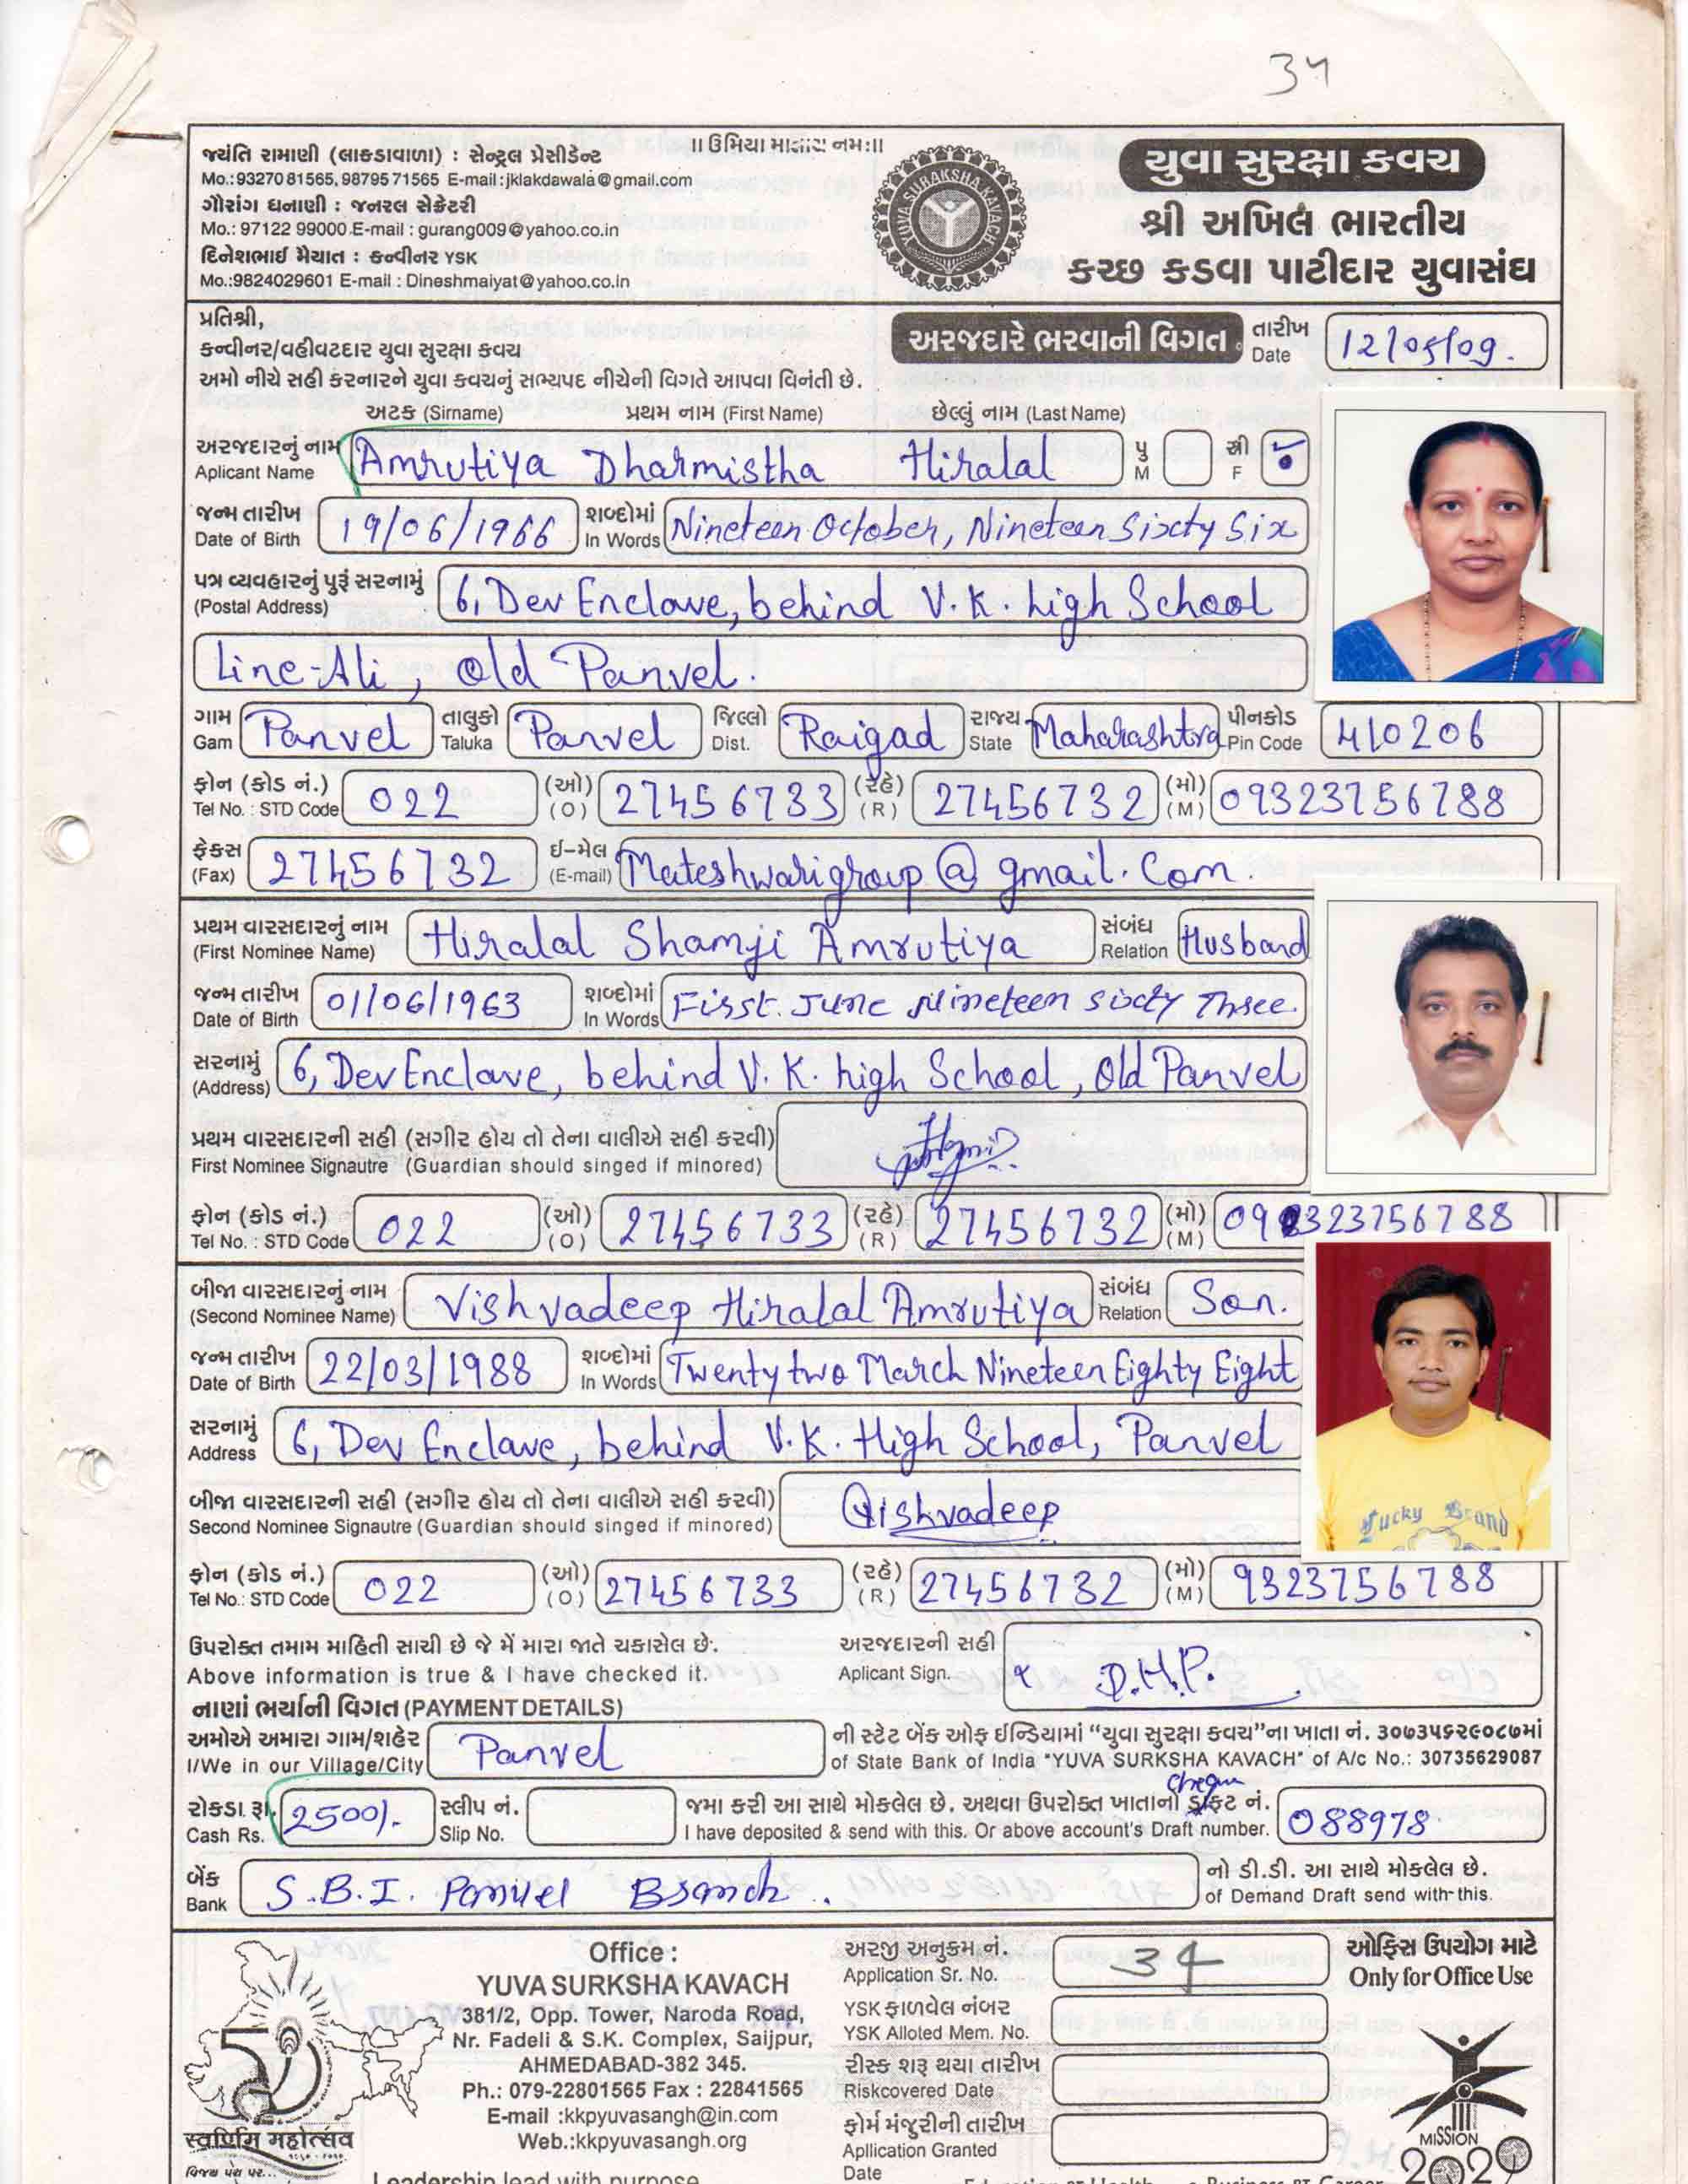 34
જયંતિ રામાણી (લાકડાવાળા) : સેન્ટ્રલ પ્રેસીડેન્ટ
Mo.:93270 81565, 98795 71565 E-mail:jklakdawala@gmail.com
ગૌરાંગ ધનાણી : જનરલ સેક્રેટરી
Mo.: 97122 99000 E-mail : gurang009@yahoo.co.in
દિનેશભાઈ મૈયાત : કન્વીનર YSK
Mo.:9824029601 E-mail : Dineshmaiyat@yahoo.co.in
॥ ઉમિયા માતાય નમઃ॥
YUVA SURAKSHA KAVACH
યુવા સુરક્ષા કવચ
શ્રી અખિલ ભારતીય
કચ્છ કડવા પાટીદાર યુવાસંઘ
પ્રતિશ્રી,
કન્વીનર/વહીવટદાર યુવા સુરક્ષા કવચ
અમો નીચે સહી કરનારને યુવા કવચનું સભ્યપદ નીચેની વિગતે આપવા વિનંતી છે.
અરજદારે ભરવાની વિગત
તારીખ
Date 12/05/09.
અટક (Sirname) પ્રથમ નામ (First Name) છેલ્લું નામ (Last Name)
અરજદારનું નામ Amrutiya Dharmistha Hiralal પુ સ્ત્રી
Aplicant Name M F
જન્મ તારીખ 19/06/1966 શબ્દોમાં Nineteen October, Nineteen Sixty Six
Date of Birth In Words
પત્ર વ્યવહારનું પુરૂં સરનામું 6, Dev Enclave, behind V.K. high School
(Postal Address)
Line-Ali, Old Panvel.
ગામ Panvel તાલુકો Panvel જિલ્લો Raigad રાજ્ય Maharashtra પીનકોડ 410206
Gam Taluka Dist. State Pin Code
ફોન (કોડ નં.) 022 (ઓ) 27456733 (રહે) 27456732 (મો) 09323756788
Tel No. : STD Code (O) (R) (M)
ફેક્સ 27456732 ઈ-મેલ Mateshwarigroup@gmail.Com.
(Fax) (E-mail)
પ્રથમ વારસદારનું નામ Hiralal Shamji Amrutiya સંબંધ Husband
(First Nominee Name) Relation
જન્મ તારીખ 01/06/1963 શબ્દોમાં First. June Nineteen sixty Three.
Date of Birth In Words
સરનામું 6, Dev Enclave, behind V.K. high School, Old Panvel
(Address)
પ્રથમ વારસદારની સહી (સગીર હોય તો તેના વાલીએ સહી કરવી)
First Nominee Signautre (Guardian should singed if minored)
ફોન (કોડ નં.) 022 (ઓ) 27456733 (રહે) 27456732 (મો) 09323756788
Tel No. : STD Code (O) (R) (M)
બીજા વારસદારનું નામ Vishvadeep Hiralal Amrutiya સંબંધ Son.
(Second Nominee Name) Relation
જન્મ તારીખ 22/03/1988 શબ્દોમાં Twenty two March Nineteen Eighty Eight
Date of Birth In Words
સરનામું 6, Dev Enclave, behind V.K. High School, Panvel
Address
બીજા વારસદારની સહી (સગીર હોય તો તેના વાલીએ સહી કરવી) Vishvadeep
Second Nominee Signautre (Guardian should singed if minored)
Lucky Brand
ફોન (કોડ નં.) 022 (ઓ) 27456733 (રહે) 27456732 (મો) 9323756788
Tel No.: STD Code (O) (R) (M)
ઉપરોક્ત તમામ માહિતી સાચી છે જે મેં મારા જાતે ચકાસેલ છે. અરજદારની સહી
Above information is true & I have checked it. Aplicant Sign. x D.H.P.
નાણાં ભર્યાની વિગત (PAYMENT DETAILS)
અમોએ અમારા ગામ/શહેર Panvel ની સ્ટેટ બેંક ઓફ ઈન્ડિયામાં "યુવા સુરક્ષા કવચ"ના ખાતા નં. ૩૦૭૩૫૬૨૯૦૮૭માં
I/We in our Village/City of State Bank of India "YUVA SURKSHA KAVACH" of A/c No.: 30735629087
Cheque
રોકડા રૂા. 2500/- સ્લીપ નં. જમા કરી આ સાથે મોકલેલ છે. અથવા ઉપરોક્ત ખાતાનો ડ્રાફ્ટ નં. 088978
Cash Rs. Slip No. I have deposited & send with this. Or above account's Draft number.
બેંક S.B.I. Panvel Branch. નો ડી.ડી. આ સાથે મોકલેલ છે.
Bank of Demand Draft send with-this.
50
स्वर्णिम महोत्सव
Office :
YUVA SURKSHA KAVACH
381/2, Opp. Tower, Naroda Road,
Nr. Fadeli & S.K. Complex, Saijpur,
AHMEDABAD-382 345.
Ph.: 079-22801565 Fax : 22841565
E-mail :kkpyuvasangh@in.com
Web.:kkpyuvasangh.org
Leadership lead with purpose
અરજી અનુક્રમ નં. 34
Application Sr. No.
YSK ફાળવેલ નંબર
YSK Alloted Mem. No.
રીસ્ક શરૂ થયા તારીખ
Riskcovered Date
ફોર્મ મંજુરીની તારીખ
Apllication Granted
Date
ઓફિસ ઉપયોગ માટે
Only for Office Use
MISSION
2020